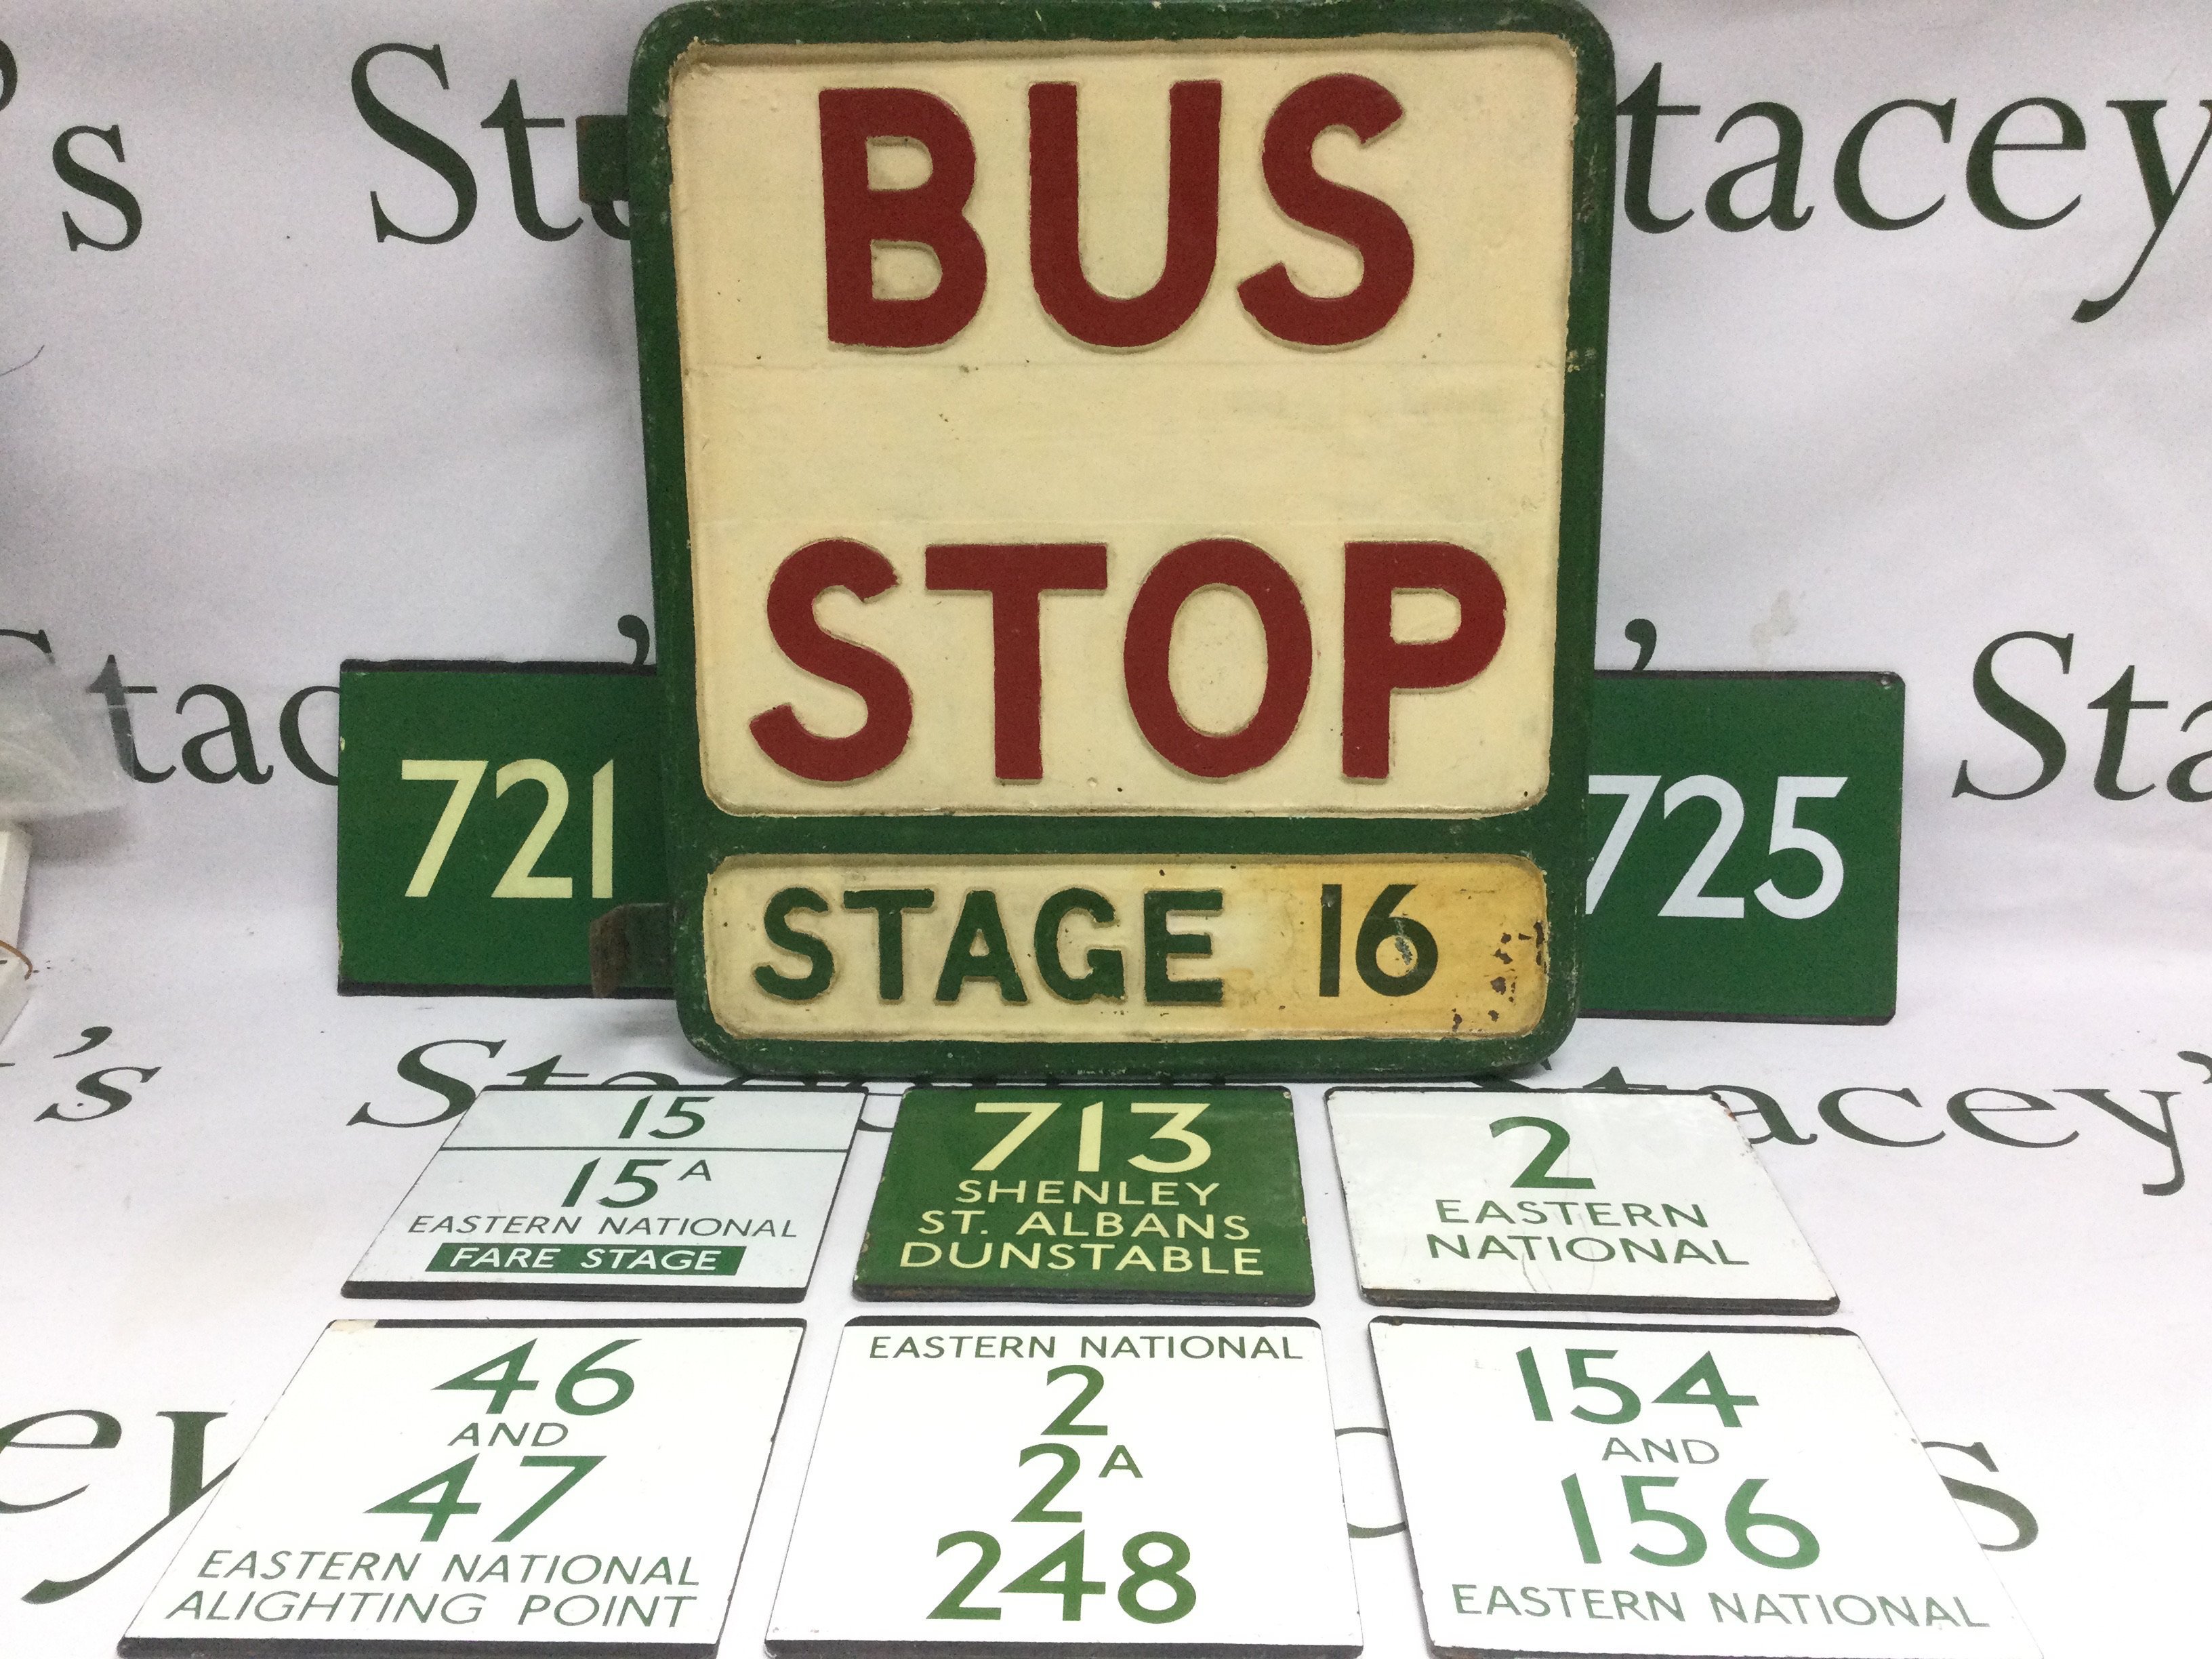 BUS
STOP
STAGE 16
721
725
15
15A
EASTERN NATIONAL
FARE STAGE
713
SHENLEY
ST. ALBANS
DUNSTABLE
2
EASTERN
NATIONAL
46
AND
47
EASTERN NATIONAL
ALIGHTING POINT
EASTERN NATIONAL
2
2A
248
154
AND
156
EASTERN NATIONAL
Stacey's